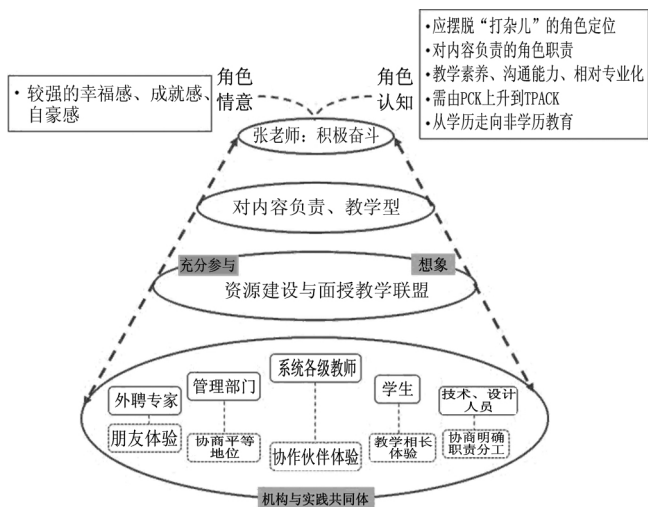 • 较强的幸福感、成就感、
自豪感
角色
情意
角色
认知
•应摆脱“打杂儿”的角色定位
•对内容负责的角色职责
•教学素养、沟通能力、相对专业化
•需由PCK上升到TPACK
•从学历走向非学历教育
张老师：积极奋斗
对内容负责、教学型
充分参与
想象
资源建设与面授教学联盟
外聘专家
管理部门
系统各级教师
学生
技术、设计
人员
朋友体验
协商平等
地位
协作伙伴体验
教学相长
体验
协商明确
职责分工
机构与实践共同体